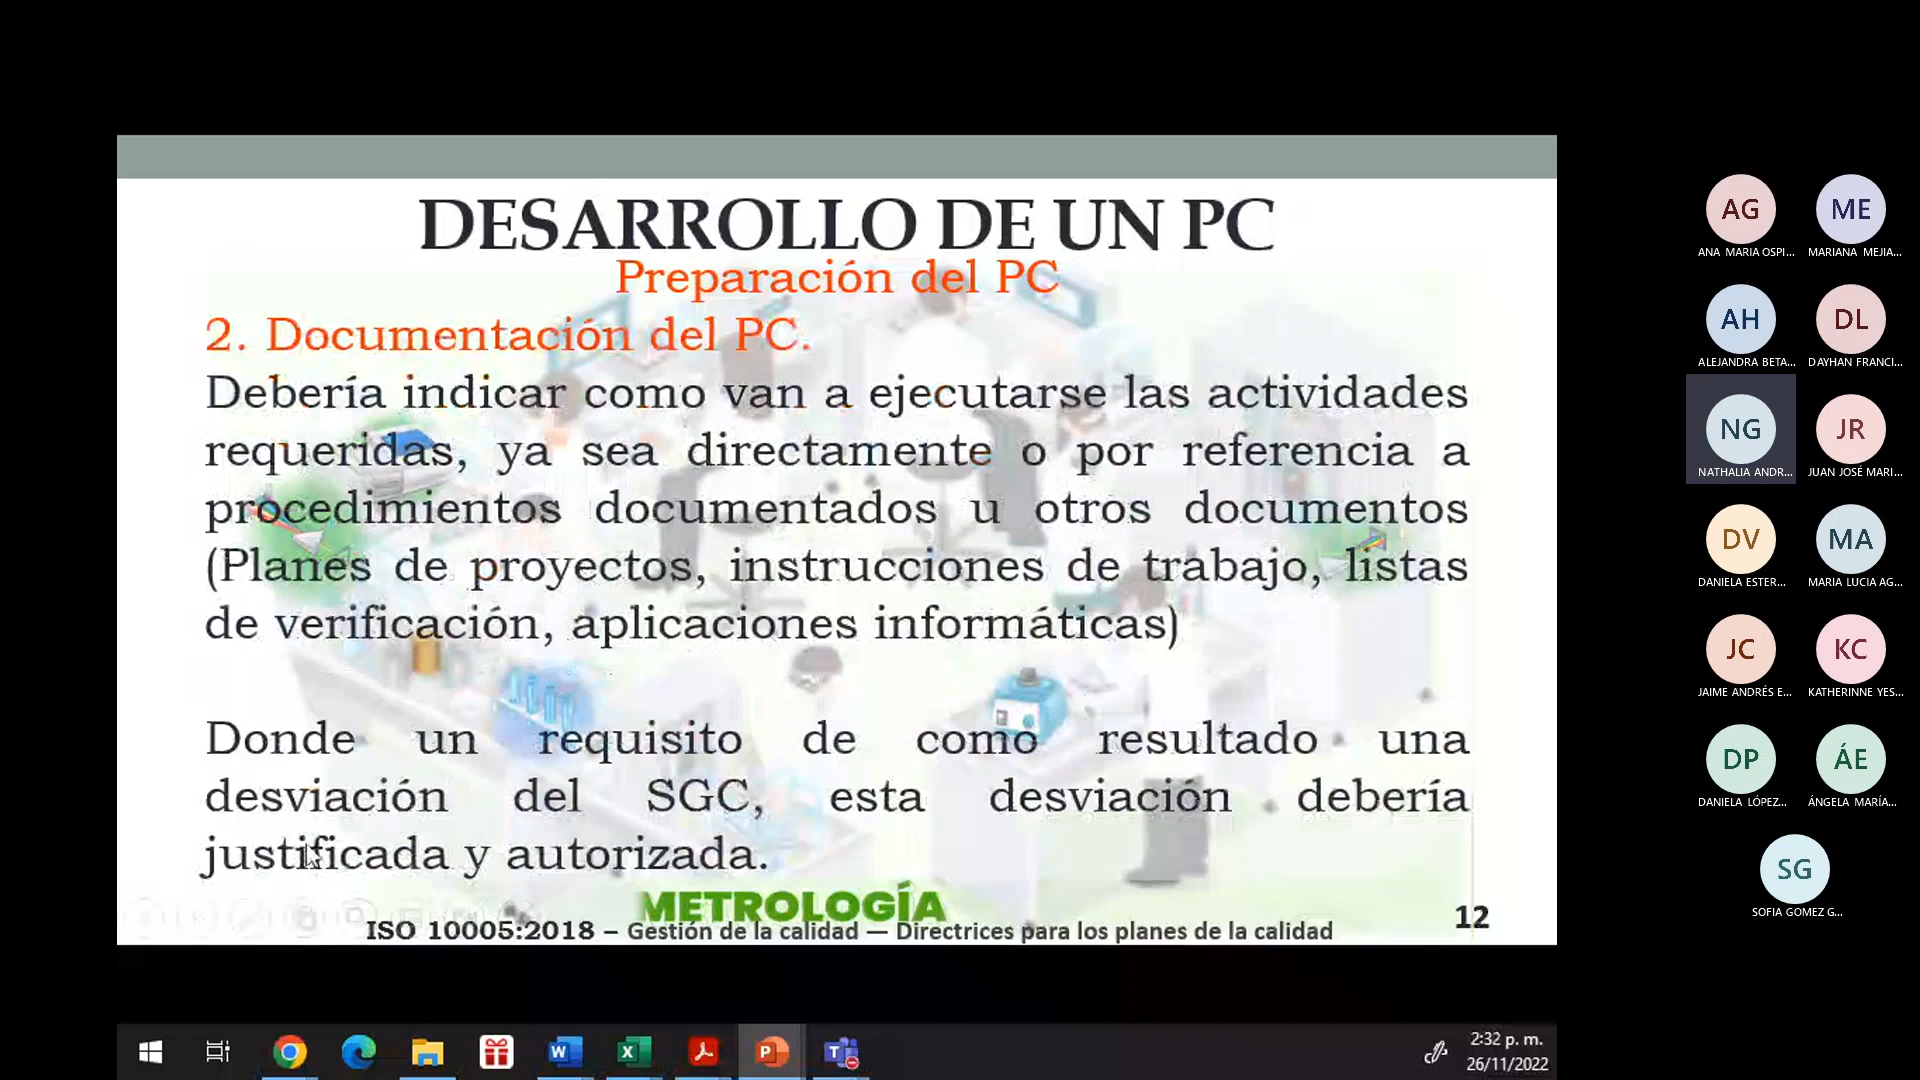 DESARROLLO DE UN PC
Preparación del PC
2. Documentación del PC.
Debería indicar como van a ejecutarse las actividades
requeridas, ya sea directamente o por referencia a
procedimientos documentados u otros documentos
(Planes de proyectos, instrucciones de trabajo, listas
de verificación, aplicaciones informáticas)
Donde un requisito de como resultado una
desviación del SGC, esta desviación debería
justificada y autorizada.
METROLOGÍA
ISO 10005:2018 – Gestión de la calidad — Directrices para los planes de la calidad
12
AG
ANA MARIA OSPI...
ME
MARIANA MEJIA...
AH
ALEJANDRA BETA...
DL
DAYHAN FRANCI...
NG
NATHALIA ANDR...
JR
JUAN JOSÉ MARI...
DV
DANIELA ESTER...
MA
MARIA LUCIA AG...
JC
JAIME ANDRÉS E...
KC
KATHERINNE YES...
DP
DANIELA LÓPEZ...
ÁE
ÁNGELA MARÍA...
SG
SOFIA GOMEZ G...
W
X
P
T
2:32 p. m.
26/11/2022